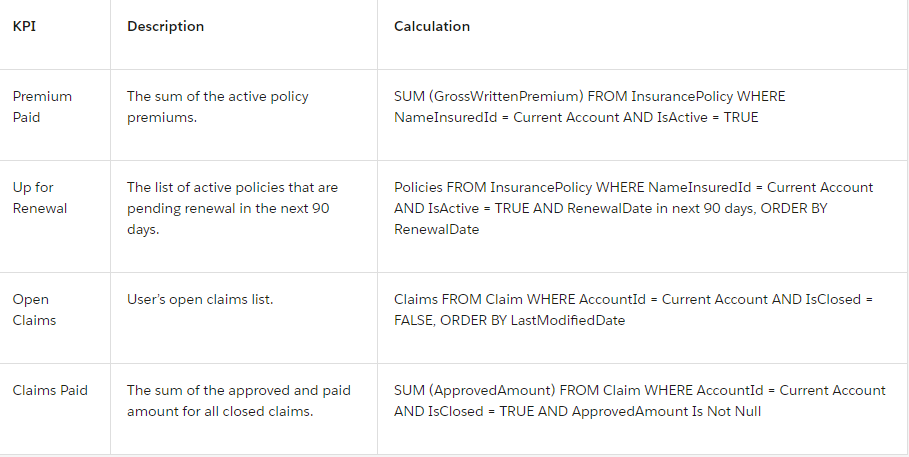 KPI Description Calculation
Premium Paid
The sum of the active policy
premiums.
SUM (GrossWrittenPremium) FROM InsurancePolicy WHERE
NameInsuredId = Current Account AND IsActive = TRUE
Up for
Renewal
The list of active policies that are
pending renewal in the next 90
days.
Policies FROM InsurancePolicy WHERE NameInsuredId = Current Account
AND IsActive = TRUE AND RenewalDate in next 90 days, ORDER BY
RenewalDate
Open
Claims
User’s open claims list.
Claims FROM Claim WHERE AccountId = Current Account AND IsClosed =
FALSE, ORDER BY LastModifiedDate
Claims Paid
The sum of the approved and paid
amount for all closed claims.
SUM (ApprovedAmount) FROM Claim WHERE AccountId = Current Account
AND IsClosed = TRUE AND ApprovedAmount Is Not Null